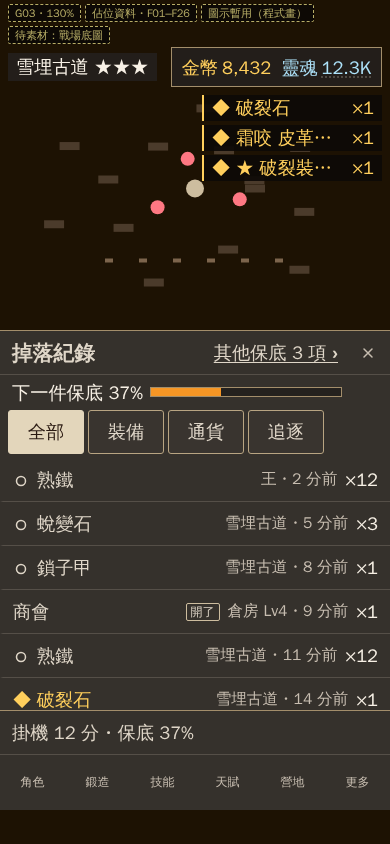 G03・130% 佔位資料・F01–F26 圖示暫用（程式畫）
待素材：戰場底圖
雪埋古道 ★★★ 金幣 8,432 靈魂 12.3K
◆ 破裂石 ×1
◆ 霜咬 皮革⋯ ×1
◆ ★ 破裂裝⋯ ×1
掉落紀錄 其他保底 3 項 › ×
下一件保底 37%
全部 裝備 通貨 追逐
熟鐵 王・2 分前 ×12
蛻變石 雪埋古道・5 分前 ×3
鎖子甲 雪埋古道・8 分前 ×1
商會 開了 倉房 Lv4・9 分前 ×1
熟鐵 雪埋古道・11 分前 ×12
◆ 破裂石 雪埋古道・14 分前 ×1
掛機 12 分・保底 37%
角色 鍛造 技能 天賦 營地 更多